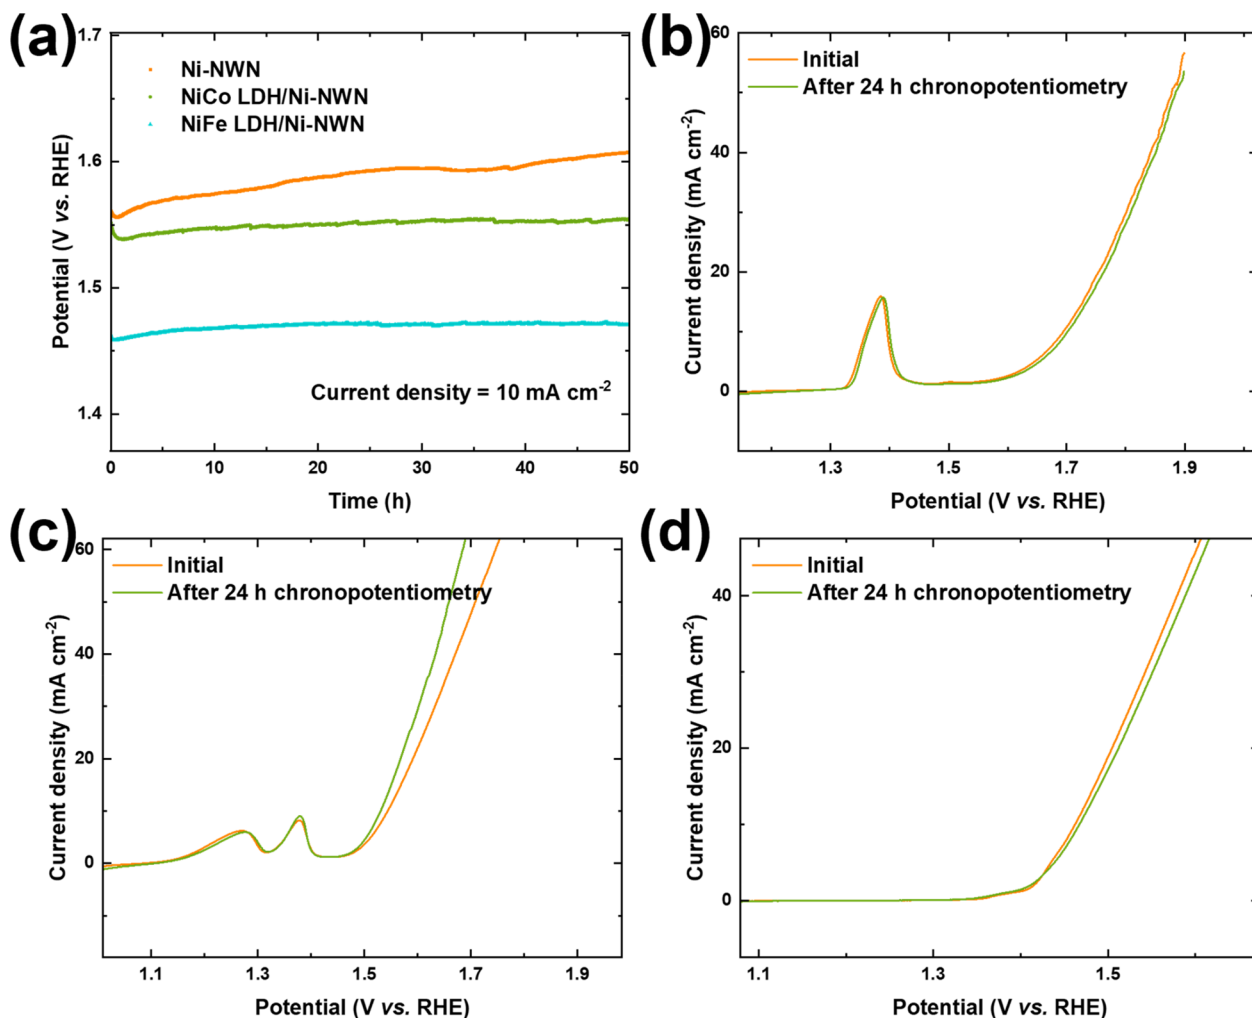 (a)
Ni-NWN
NiCo LDH/Ni-NWN
NiFe LDH/Ni-NWN
Current density = 10 mA cm⁻²
Potential (V vs. RHE)
1.7
1.6
1.5
1.4
0 10 20 30 40 50
Time (h)
(b)
Initial
After 24 h chronopotentiometry
Current density (mA cm⁻²)
60
40
20
0
1.3 1.5 1.7 1.9
Potential (V vs. RHE)
(c)
Initial
After 24 h chronopotentiometry
Current density (mA cm⁻²)
60
40
20
0
1.1 1.3 1.5 1.7 1.9
Potential (V vs. RHE)
(d)
Initial
After 24 h chronopotentiometry
Current density (mA cm⁻²)
40
20
0
1.1 1.3 1.5
Potential (V vs. RHE)